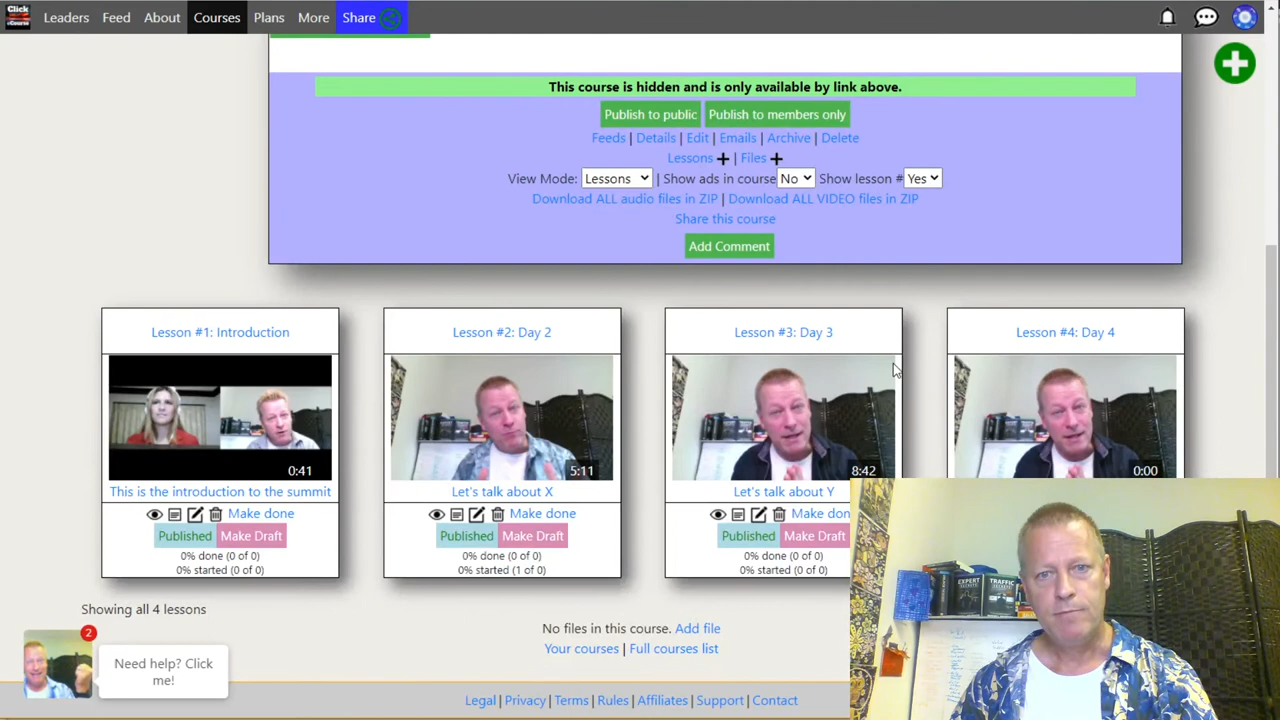 Click
eCourse
Leaders Feed About Courses Plans More Share
This course is hidden and is only available by link above.
Publish to public Publish to members only
Feeds | Details | Edit | Emails | Archive | Delete
Lessons + | Files +
View Mode: Lessons | Show ads in course No Show lesson # Yes
Download ALL audio files in ZIP | Download ALL VIDEO files in ZIP
Share this course
Add Comment
Lesson #1: Introduction
0:41
This is the introduction to the summit
Make done
Published Make Draft
0% done (0 of 0)
0% started (0 of 0)
Lesson #2: Day 2
5:11
Let's talk about X
Make done
Published Make Draft
0% done (0 of 0)
0% started (1 of 0)
Lesson #3: Day 3
8:42
Let's talk about Y
Make don
Published Make Draft
0% done (0 of 0)
0% started (0 of 0)
Lesson #4: Day 4
0:00
EXPERT
SECRETS
TRAFFIC
SECRETS
Showing all 4 lessons
No files in this course. Add file
Your courses | Full courses list
2
Need help? Click
me!
Legal | Privacy | Terms | Rules | Affiliates | Support | Contact